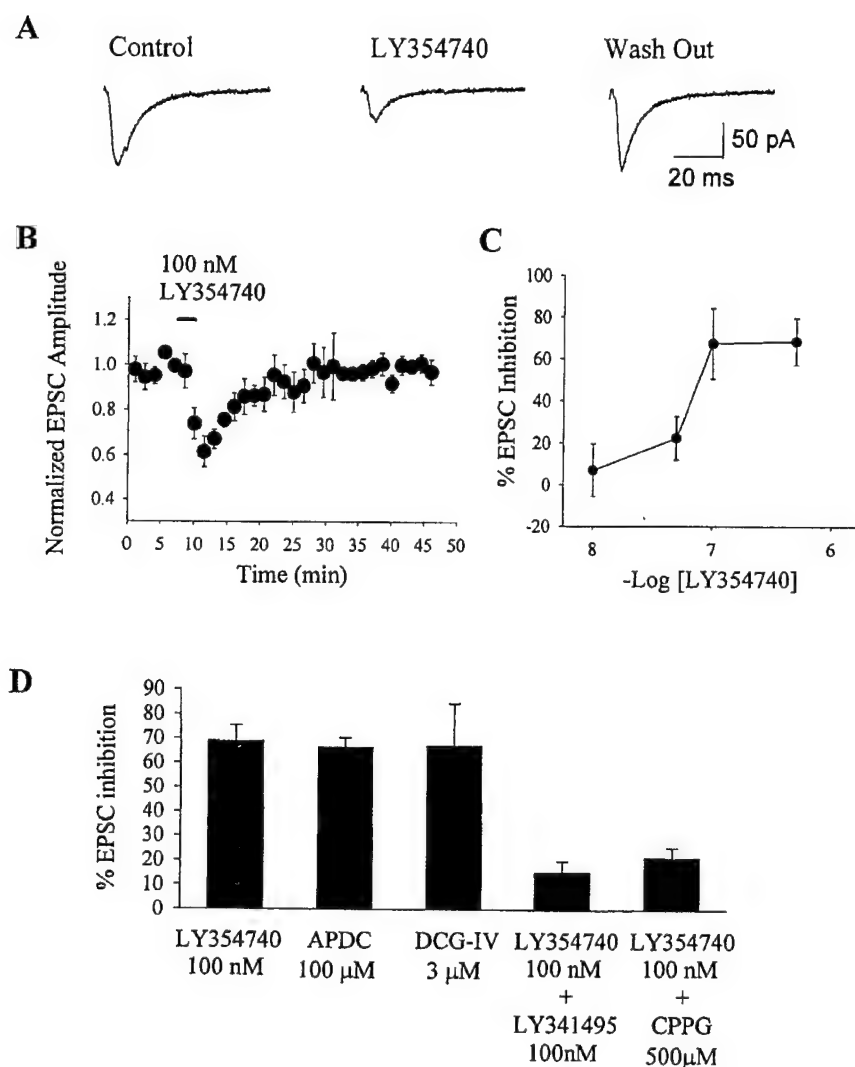 A
Control LY354740 Wash Out
50 pA
20 ms
B
C
100 nM
LY354740
Normalized EPSC Amplitude
1.2
1.0
0.8
0.6
0.4
0 5 10 15 20 25 30 35 40 45 50
Time (min)
% EPSC Inhibition
100
80
60
40
20
0
-20
8 7 6
-Log [LY354740]
D
% EPSC inhibition
90
80
70
60
50
40
30
20
10
0
LY354740 APDC DCG-IV LY354740 LY354740
100 nM 100 µM 3 µM 100 nM 100 nM
+ +
LY341495 CPPG
100nM 500µM